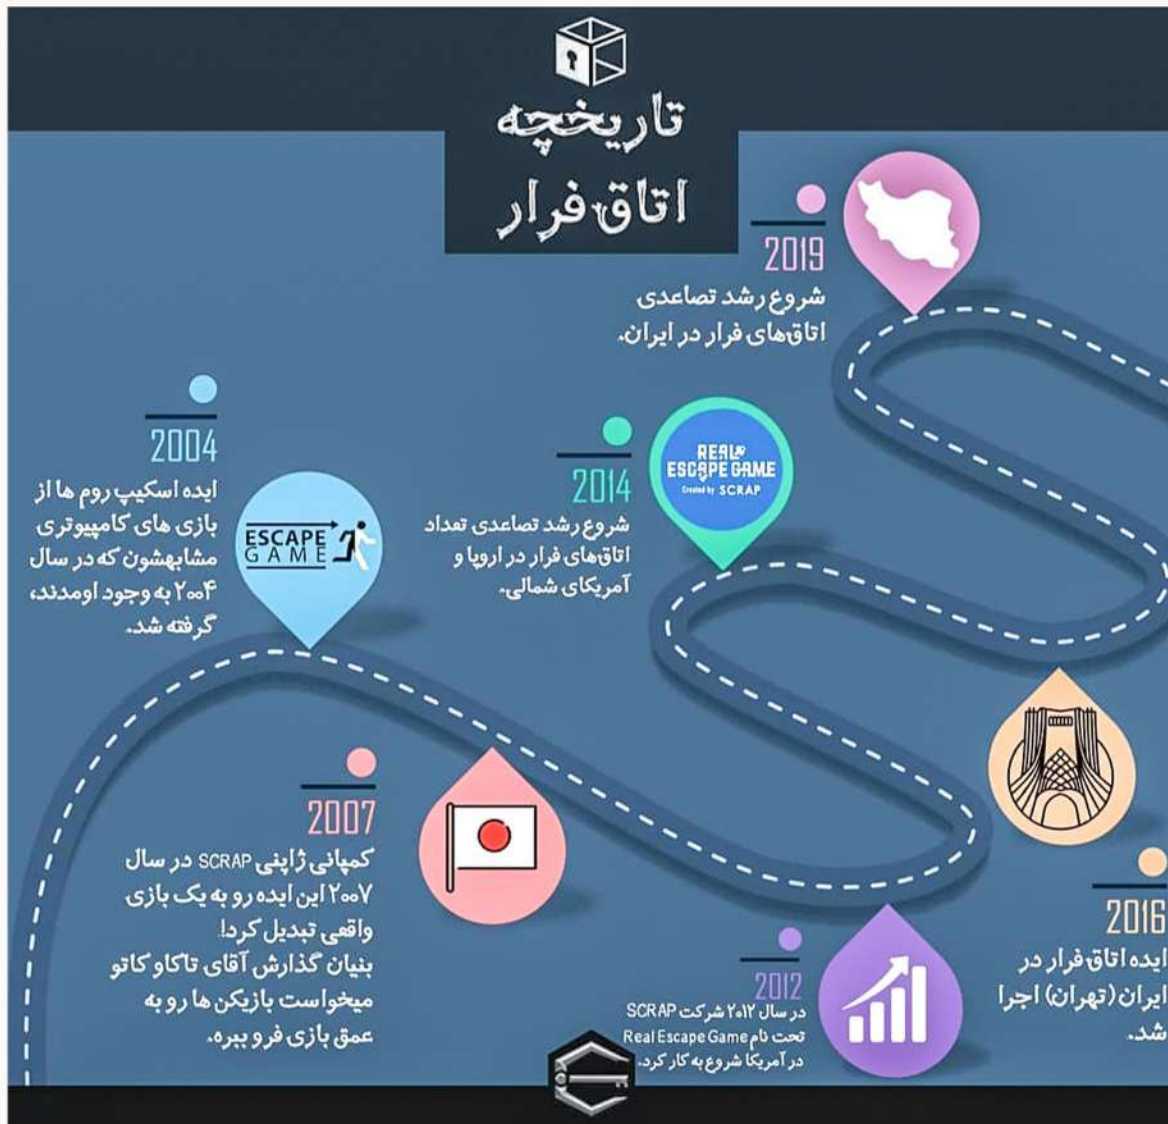 تاریخچه
اتاق فرار
2004
ایده اسکیپ روم ها از
بازی های کامپیوتری
مشابهشون که در سال
۲۰۰۴ به وجود اومدند،
گرفته شد.
ESCAPE
GAME
2007
کمپانی ژاپنی SCRAP در سال
۲۰۰۷ این ایده رو به یک بازی
واقعی تبدیل کرد!
بنیان گذارش آقای تاکاو کاتو
میخواست بازیکن ها رو به
عمق بازی فرو ببره.
2012
در سال ۲۰۱۲ شرکت SCRAP
تحت نام Real Escape Game
در آمریکا شروع به کار کرد.
2014
شروع رشد تصاعدی تعداد
اتاق‌های فرار در اروپا و
آمریکای شمالی.
REAL
ESCAPE GAME
Created by SCRAP
2016
ایده اتاق فرار در
ایران (تهران) اجرا
شد.
2019
شروع رشد تصاعدی
اتاق‌های فرار در ایران.